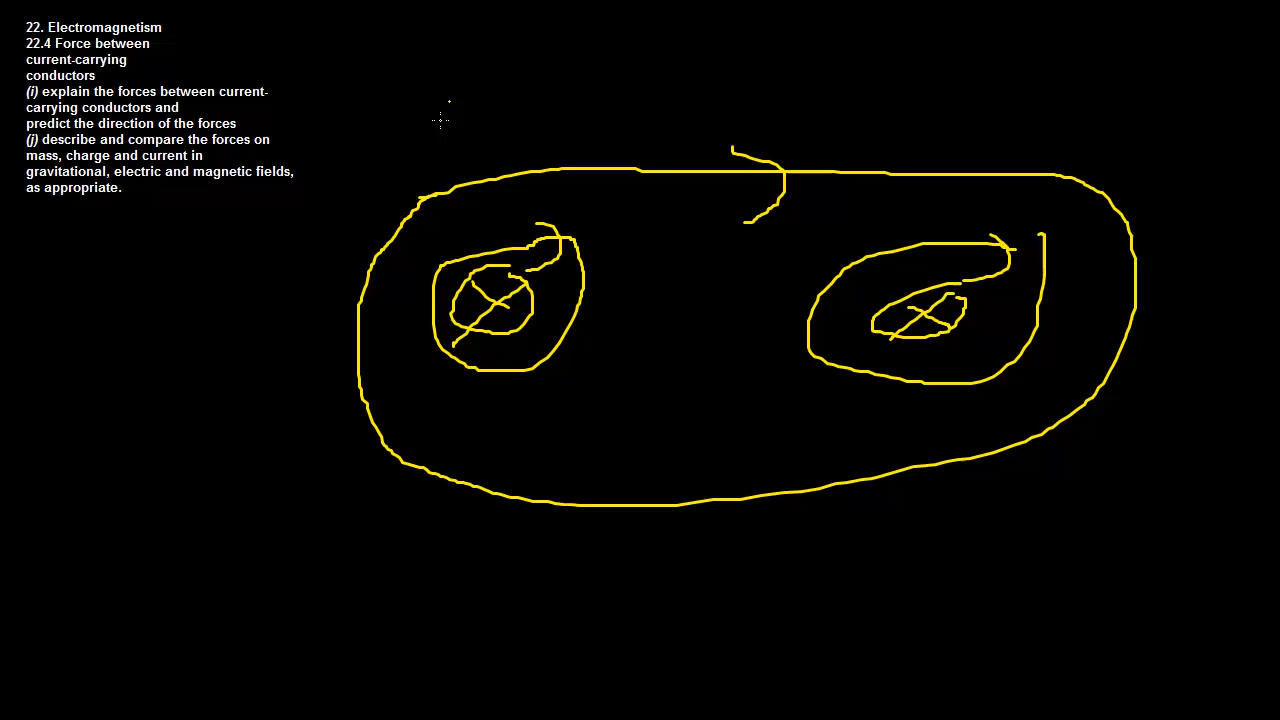 22. Electromagnetism
22.4 Force between
current-carrying
conductors
(i) explain the forces between current-
carrying conductors and
predict the direction of the forces
(j) describe and compare the forces on
mass, charge and current in
gravitational, electric and magnetic fields,
as appropriate.